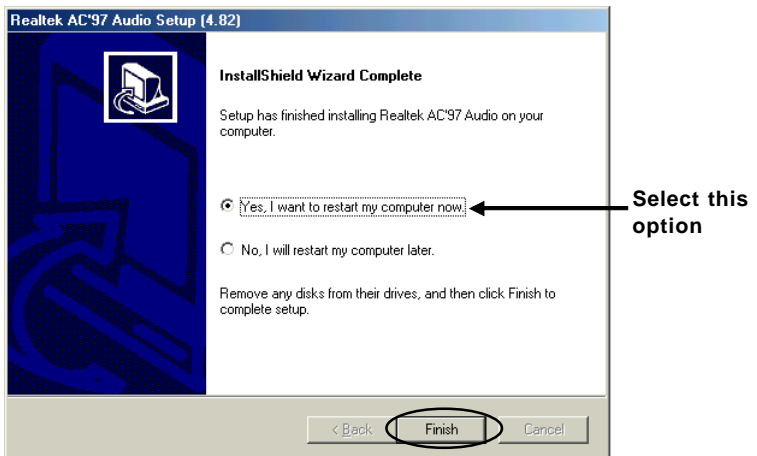 Realtek AC'97 Audio Setup (4.82)
InstallShield Wizard Complete
Setup has finished installing Realtek AC'97 Audio on your
computer.
Yes, I want to restart my computer now.
Select this
option
No, I will restart my computer later.
Remove any disks from their drives, and then click Finish to
complete setup.
< Back
Finish
Cancel